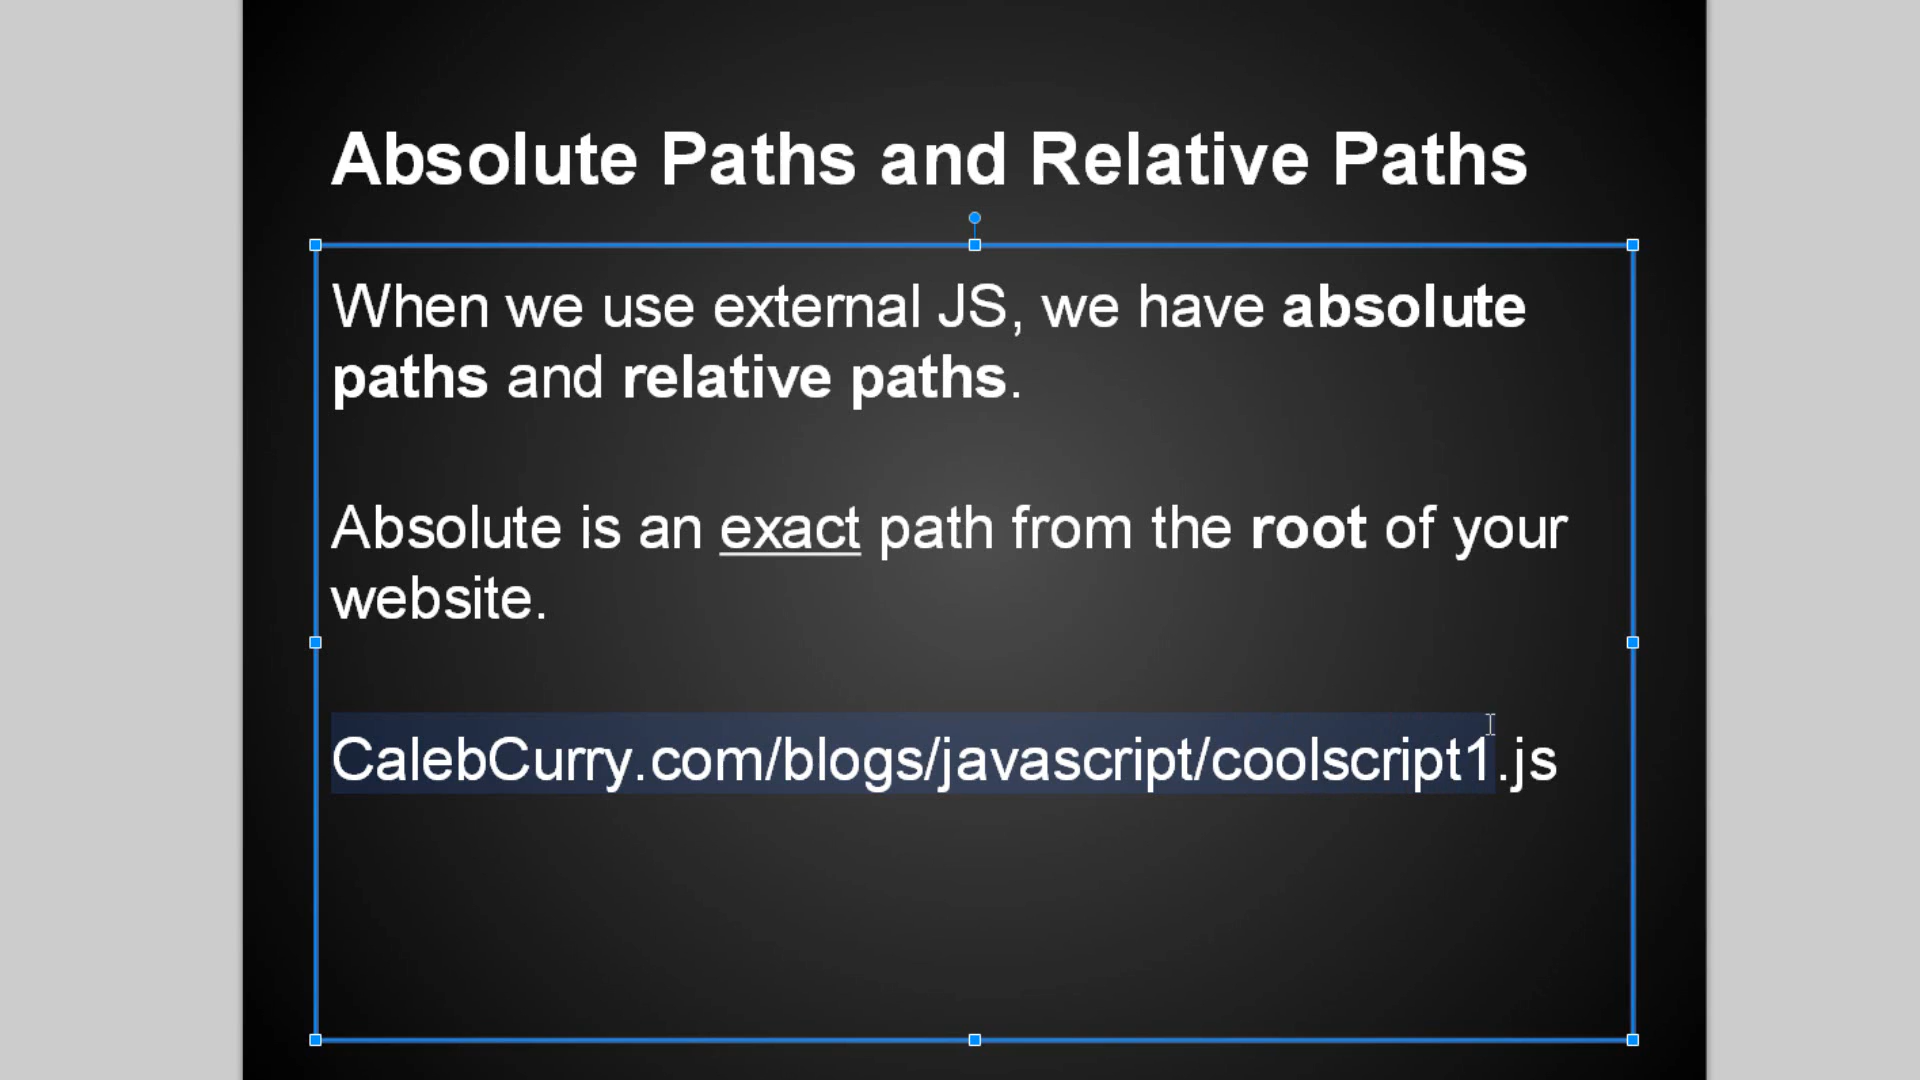 Absolute Paths and Relative Paths
When we use external JS, we have absolute
paths and relative paths.
Absolute is an exact path from the root of your
website.
CalebCurry.com/blogs/javascript/coolscript1.js